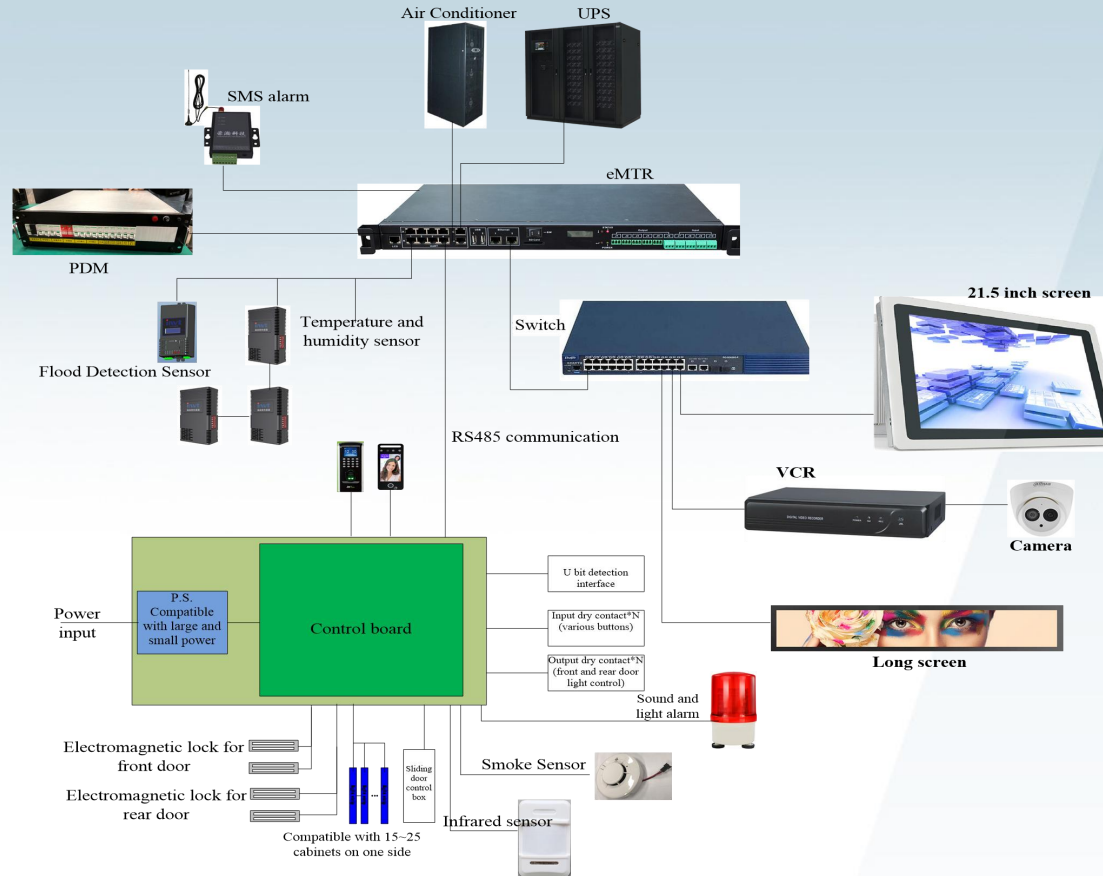 Air Conditioner
UPS
SMS alarm
eMTR
PDM
21.5 inch screen
Switch
Temperature and
humidity sensor
Flood Detection Sensor
RS485 communication
VCR
DIGITAL VIDEO RECORDER
Camera
P.S.
Compatible
with large and
small power
Power
input
Control board
U bit detection
interface
Input dry contact*N
(various buttons)
Output dry contact*N
(front and rear door
light control)
Long screen
Sound and
light alarm
Electromagnetic lock for
front door
Smoke Sensor
Sliding
door
control
box
Electromagnetic lock for
rear door
Infrared sensor
Compatible with 15~25
cabinets on one side